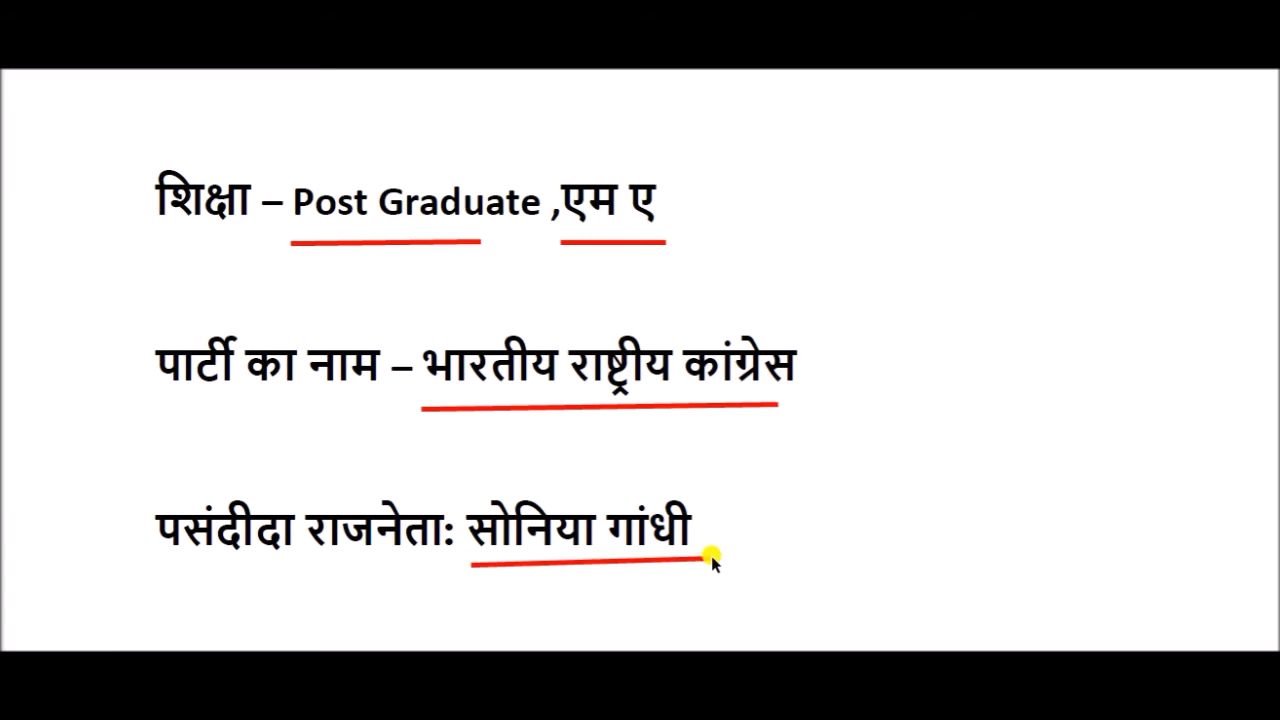 शिक्षा – Post Graduate ,एम ए
पार्टी का नाम – भारतीय राष्ट्रीय कांग्रेस
पसंदीदा राजनेता: सोनिया गांधी